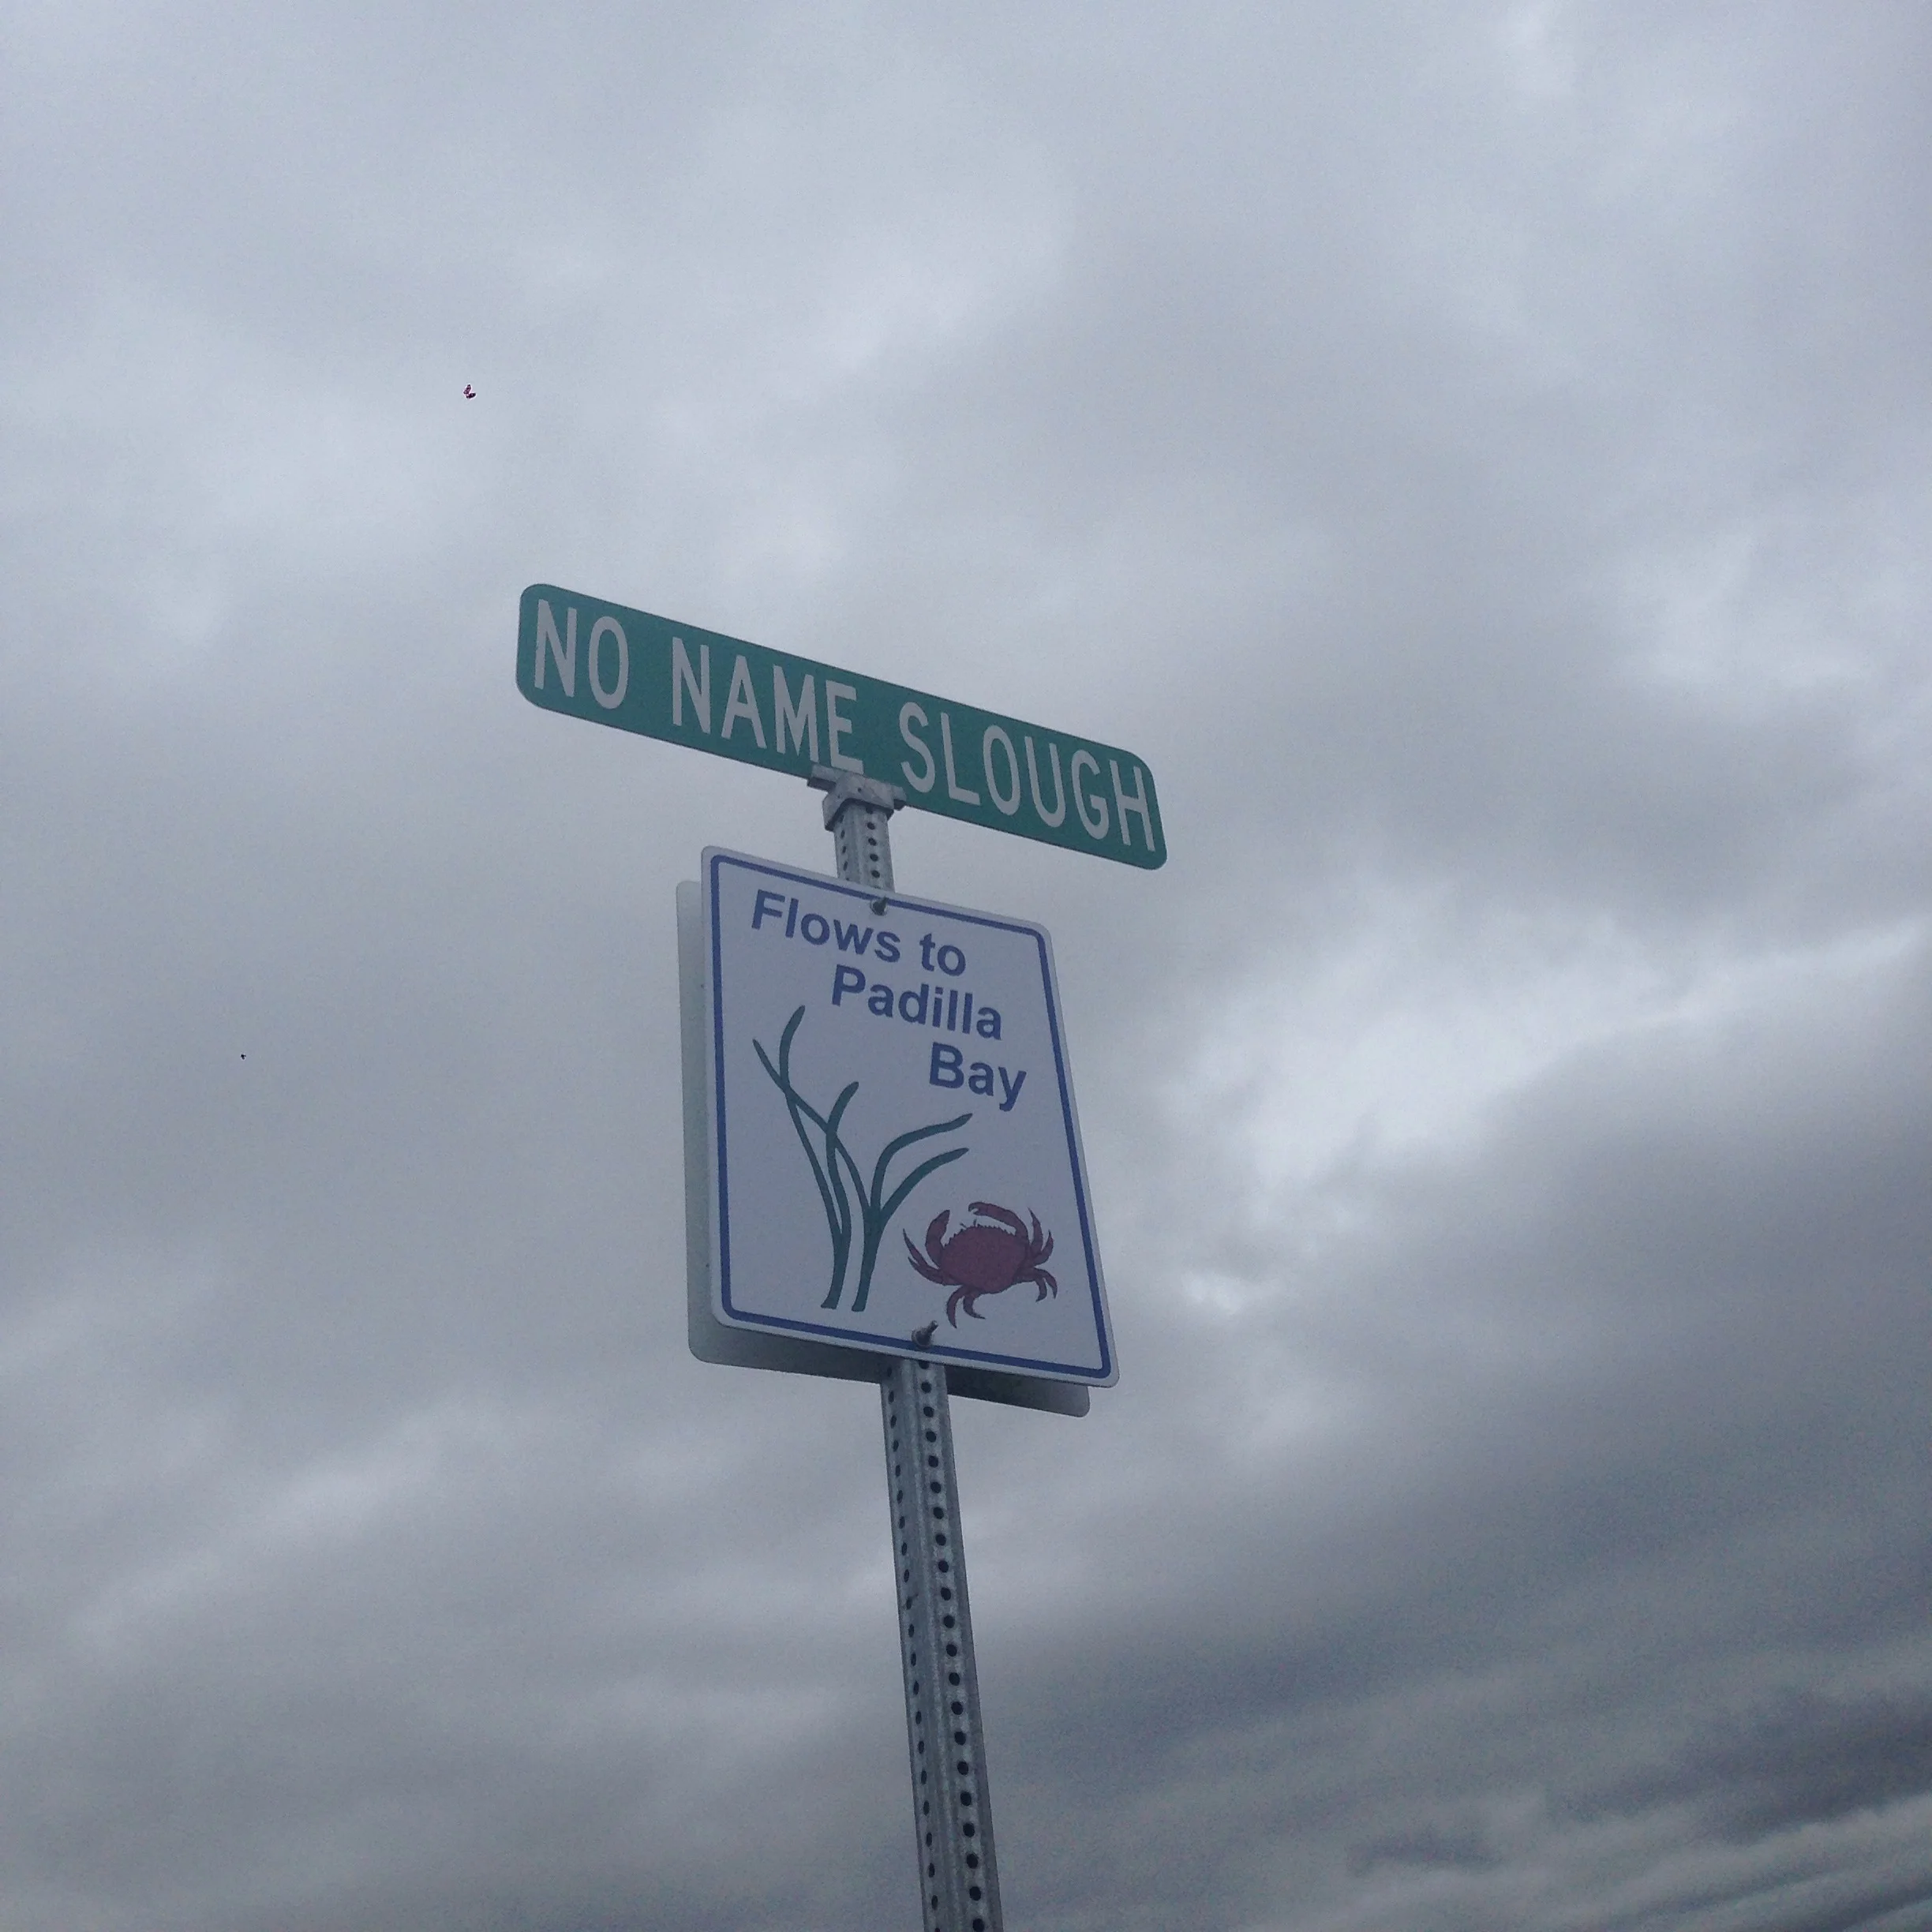 NO NAME SLOUGH
Flows to
Padilla
Bay